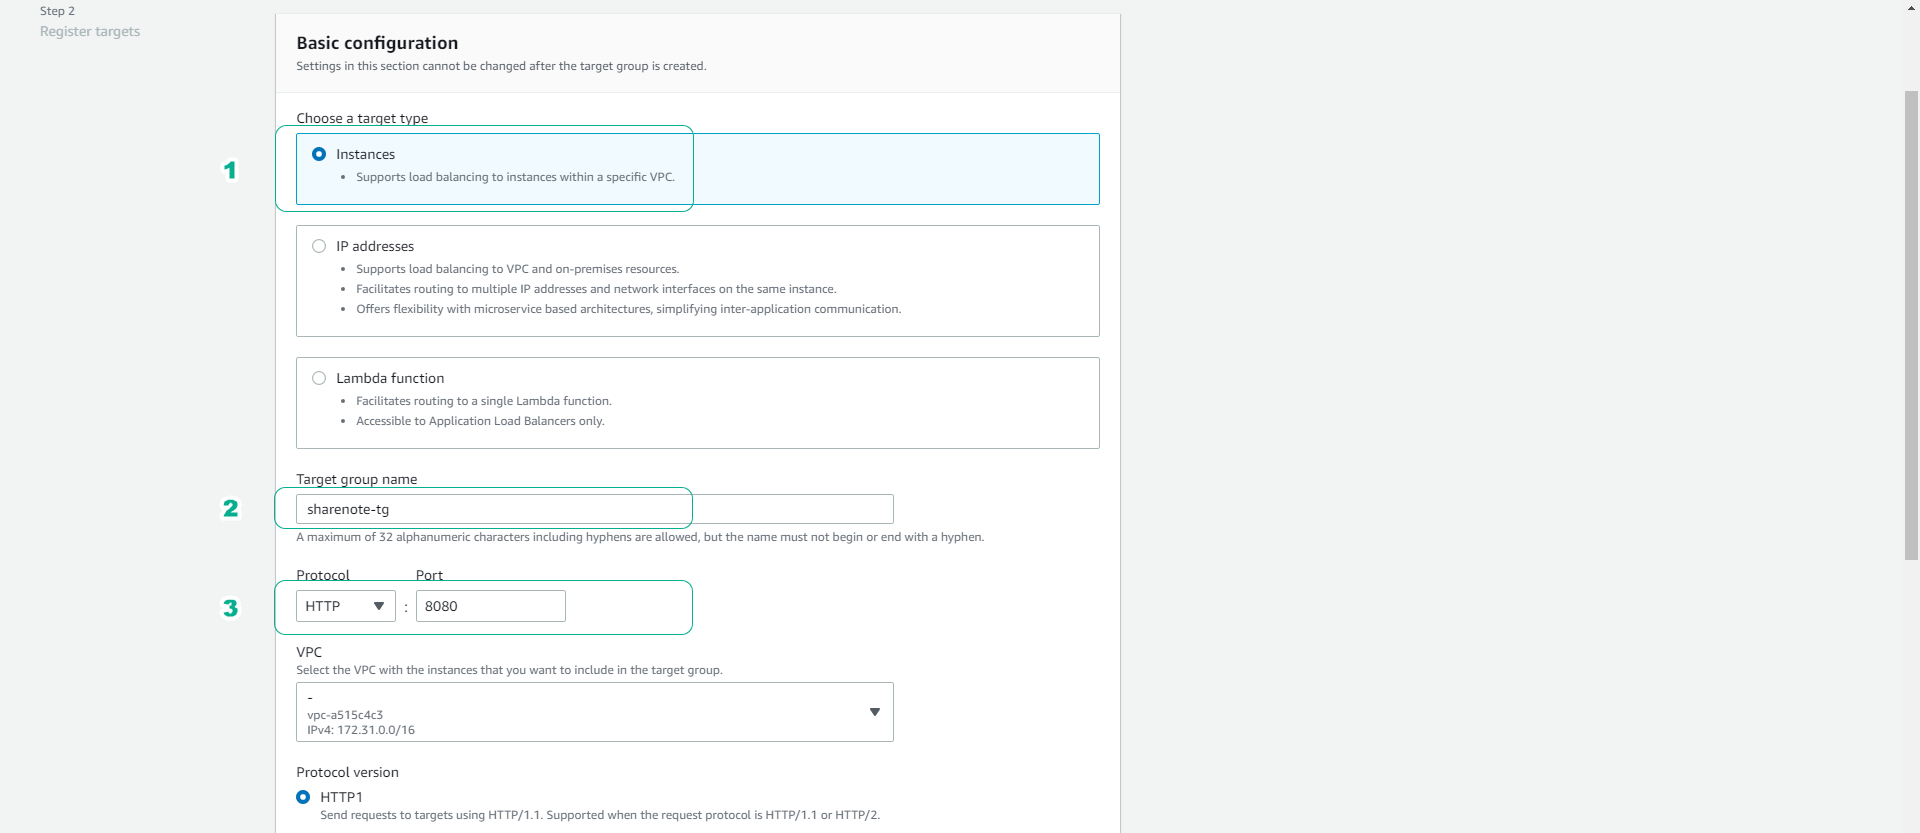 Step 2
Register targets
Basic configuration
Settings in this section cannot be changed after the target group is created.
Choose a target type
1
Instances
Supports load balancing to instances within a specific VPC.
IP addresses
Supports load balancing to VPC and on-premises resources.
Facilitates routing to multiple IP addresses and network interfaces on the same instance.
Offers flexibility with microservice based architectures, simplifying inter-application communication.
Lambda function
Facilitates routing to a single Lambda function.
Accessible to Application Load Balancers only.
Target group name
2
sharenote-tg
A maximum of 32 alphanumeric characters including hyphens are allowed, but the name must not begin or end with a hyphen.
Protocol Port
3
HTTP : 8080
VPC
Select the VPC with the instances that you want to include in the target group.
-
vpc-a515c4c3
IPv4: 172.31.0.0/16
Protocol version
HTTP1
Send requests to targets using HTTP/1.1. Supported when the request protocol is HTTP/1.1 or HTTP/2.